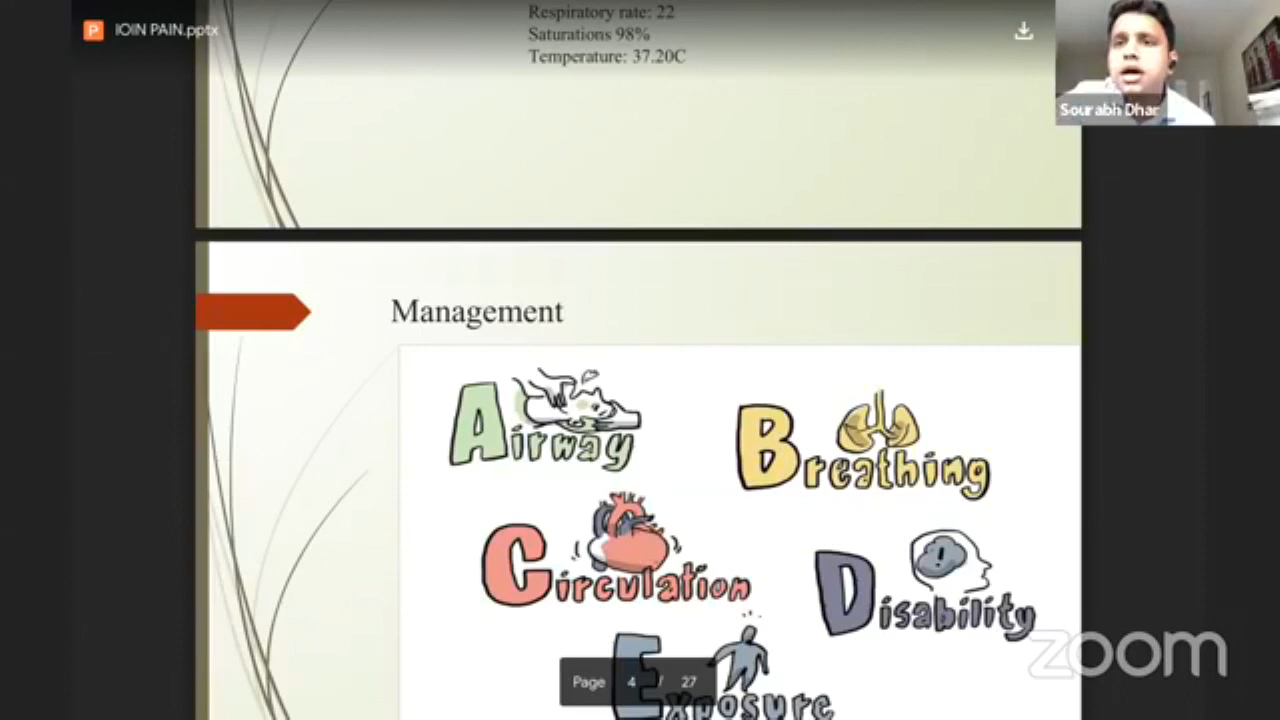 Respiratory rate: 22
P IOIN PAIN.pptx
Saturations 98%
Temperature: 37.20C
Sourabh Dhar
Management
Airway
Breathing
Circulation
Disability
Exposure
Page 4 / 27
zoom